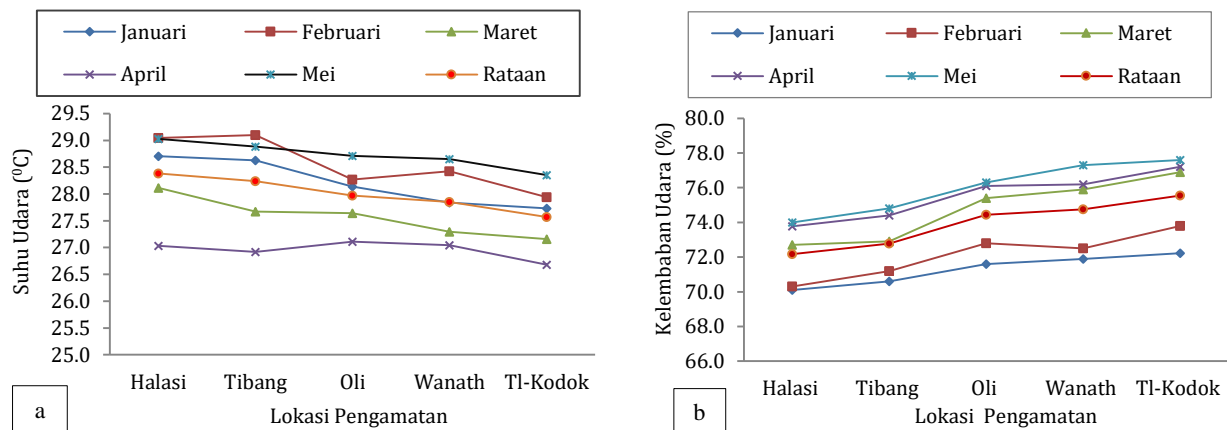 Januari Februari Maret
April Mei Rataan
29.5
29.0
28.5
28.0
27.5
27.0
26.5
26.0
25.5
25.0
Suhu Udara (⁰C)
Halasi Tibang Oli Wanath Tl-Kodok
Lokasi Pengamatan
a
Januari Februari Maret
April Mei Rataan
80.0
78.0
76.0
74.0
72.0
70.0
68.0
66.0
Kelembaban Udara (%)
Halasi Tibang Oli Wanath Tl-Kodok
Lokasi Pengamatan
b